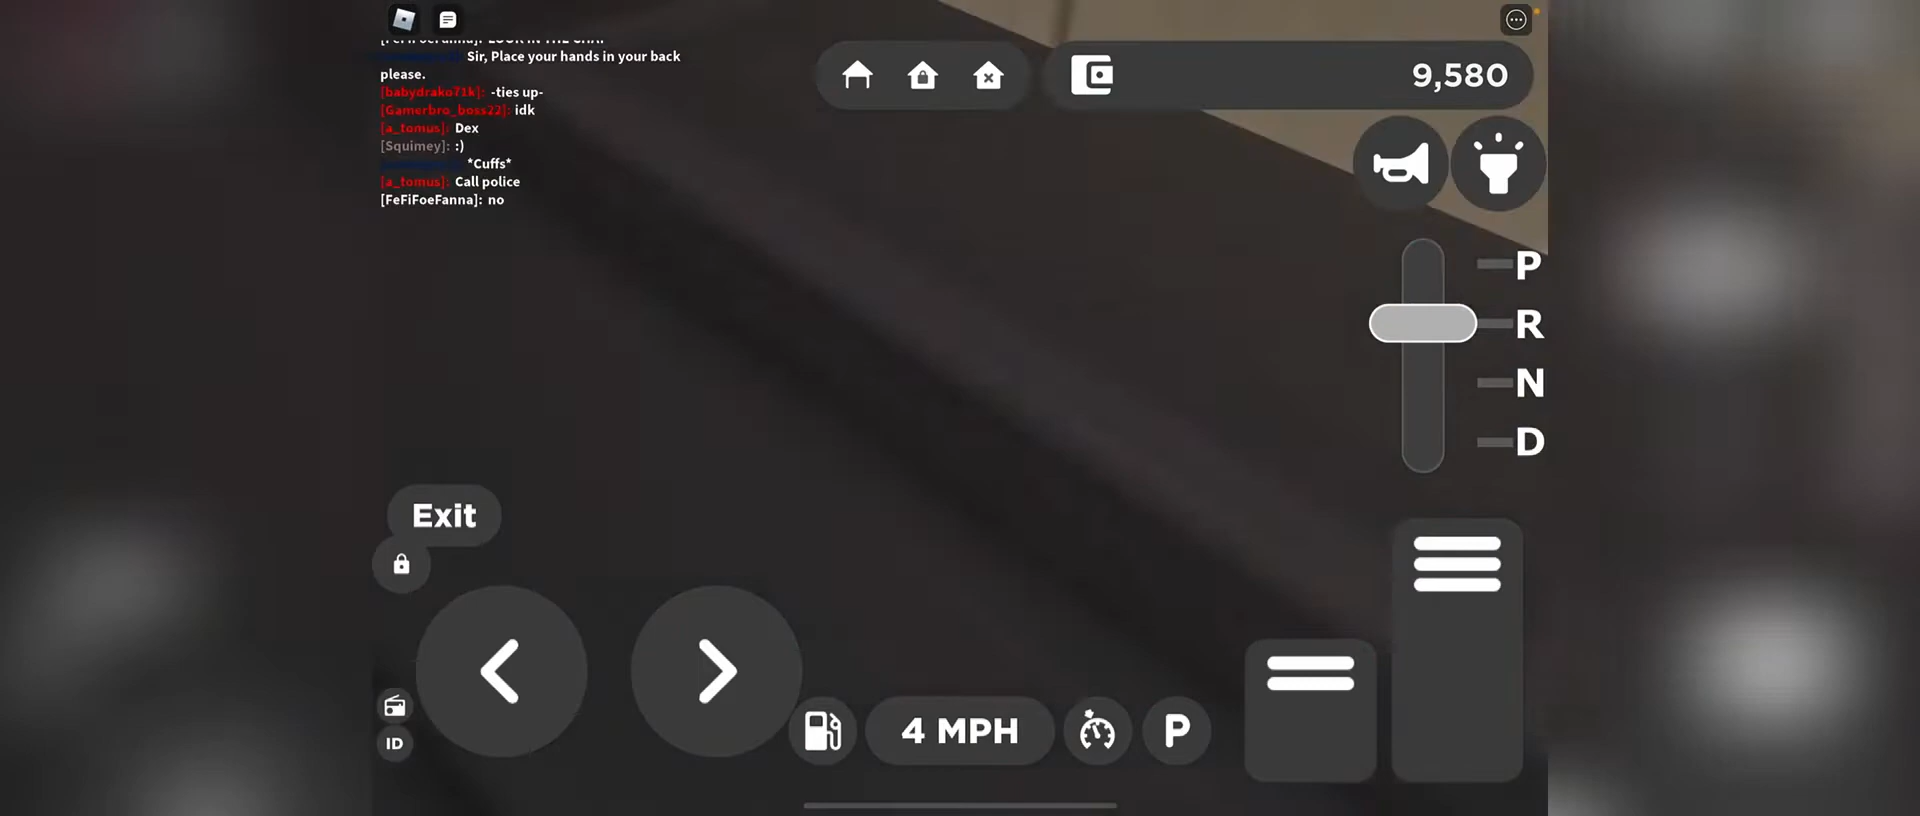 Sir, Place your hands in your back
please.
[babydrako71k]: -ties up-
[Gamerbro_boss22]: idk
[a_tomus]: Dex
[Squimey]: :)
*Cuffs*
[a_tomus]: Call police
[FeFiFoeFanna]: no
9,580
P
R
N
D
Exit
ID
4 MPH
P